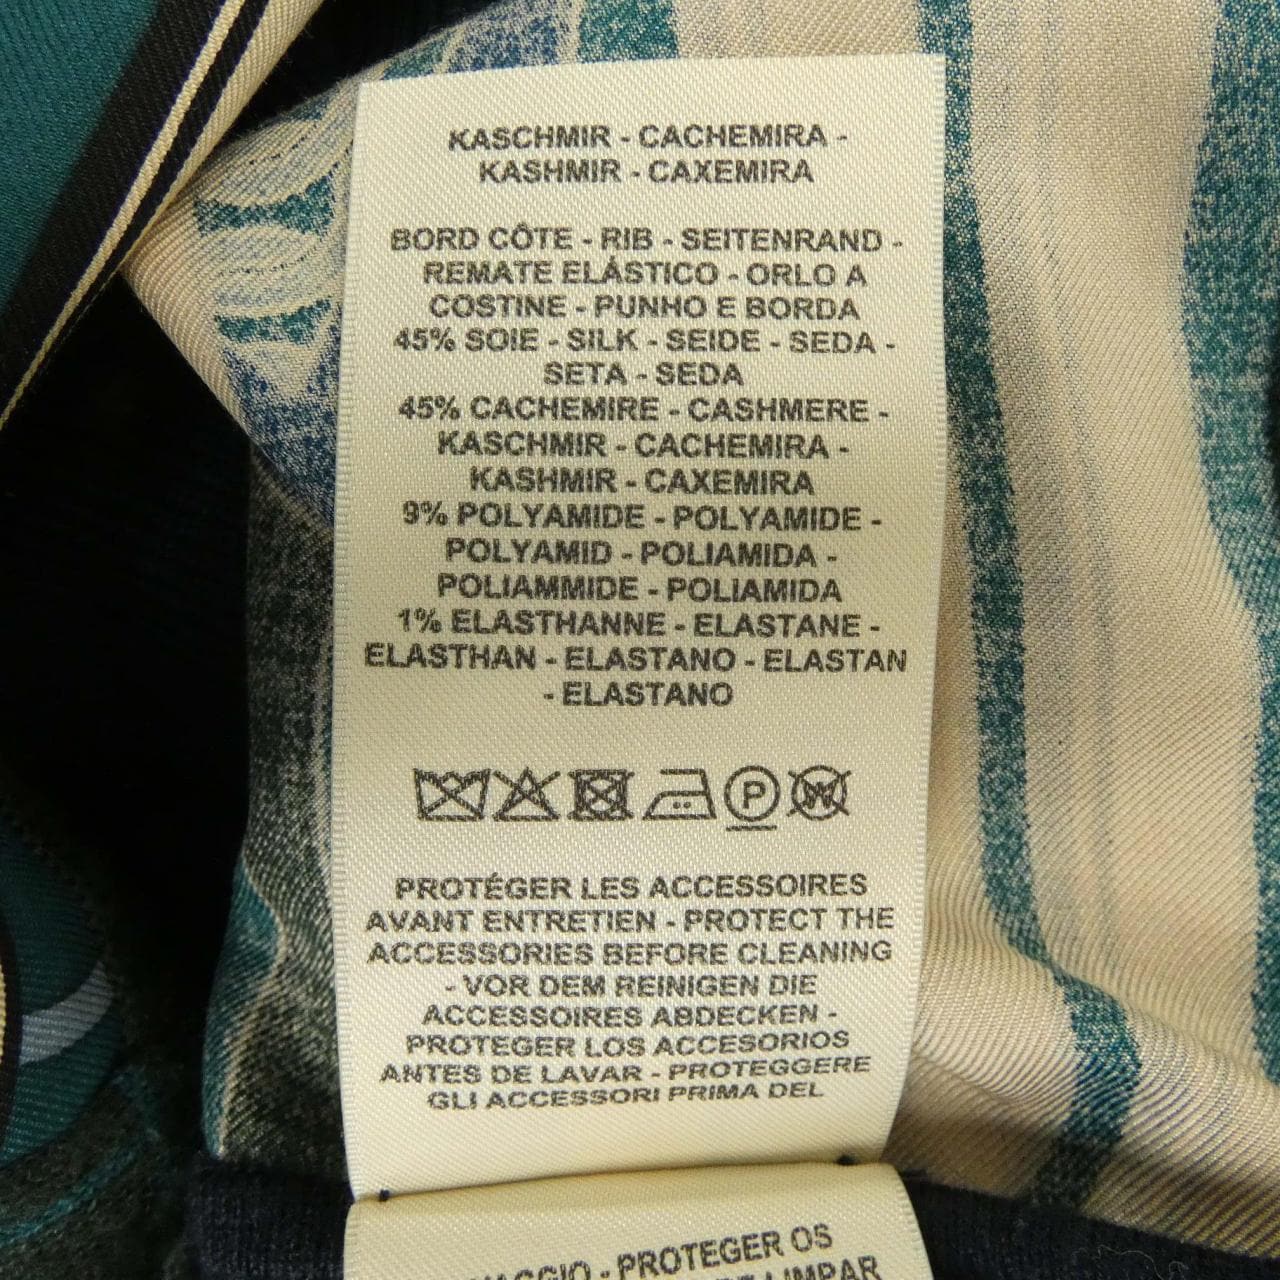 KASCHMIR - CACHEMIRA -
KASHMIR - CAXEMIRA
BORD CÔTE - RIB - SEITENRAND -
REMATE ELÁSTICO - ORLO A
COSTINE - PUNHO E BORDA
45% SOIE - SILK - SEIDE - SEDA -
SETA - SEDA
45% CACHEMIRE - CASHMERE -
KASCHMIR - CACHEMIRA -
KASHMIR - CAXEMIRA
9% POLYAMIDE - POLYAMIDE -
POLYAMID - POLIAMIDA -
POLIAMMIDE - POLIAMIDA
1% ELASTHANNE - ELASTANE -
ELASTHAN - ELASTANO - ELASTAN
- ELASTANO
P W
PROTÉGER LES ACCESSOIRES
AVANT ENTRETIEN - PROTECT THE
ACCESSORIES BEFORE CLEANING
- VOR DEM REINIGEN DIE
ACCESSOIRES ABDECKEN -
PROTEGER LOS ACCESORIOS
ANTES DE LAVAR - PROTEGGERE
GLI ACCESSORI PRIMA DEL
- PROTEGER OS
LIMPAR